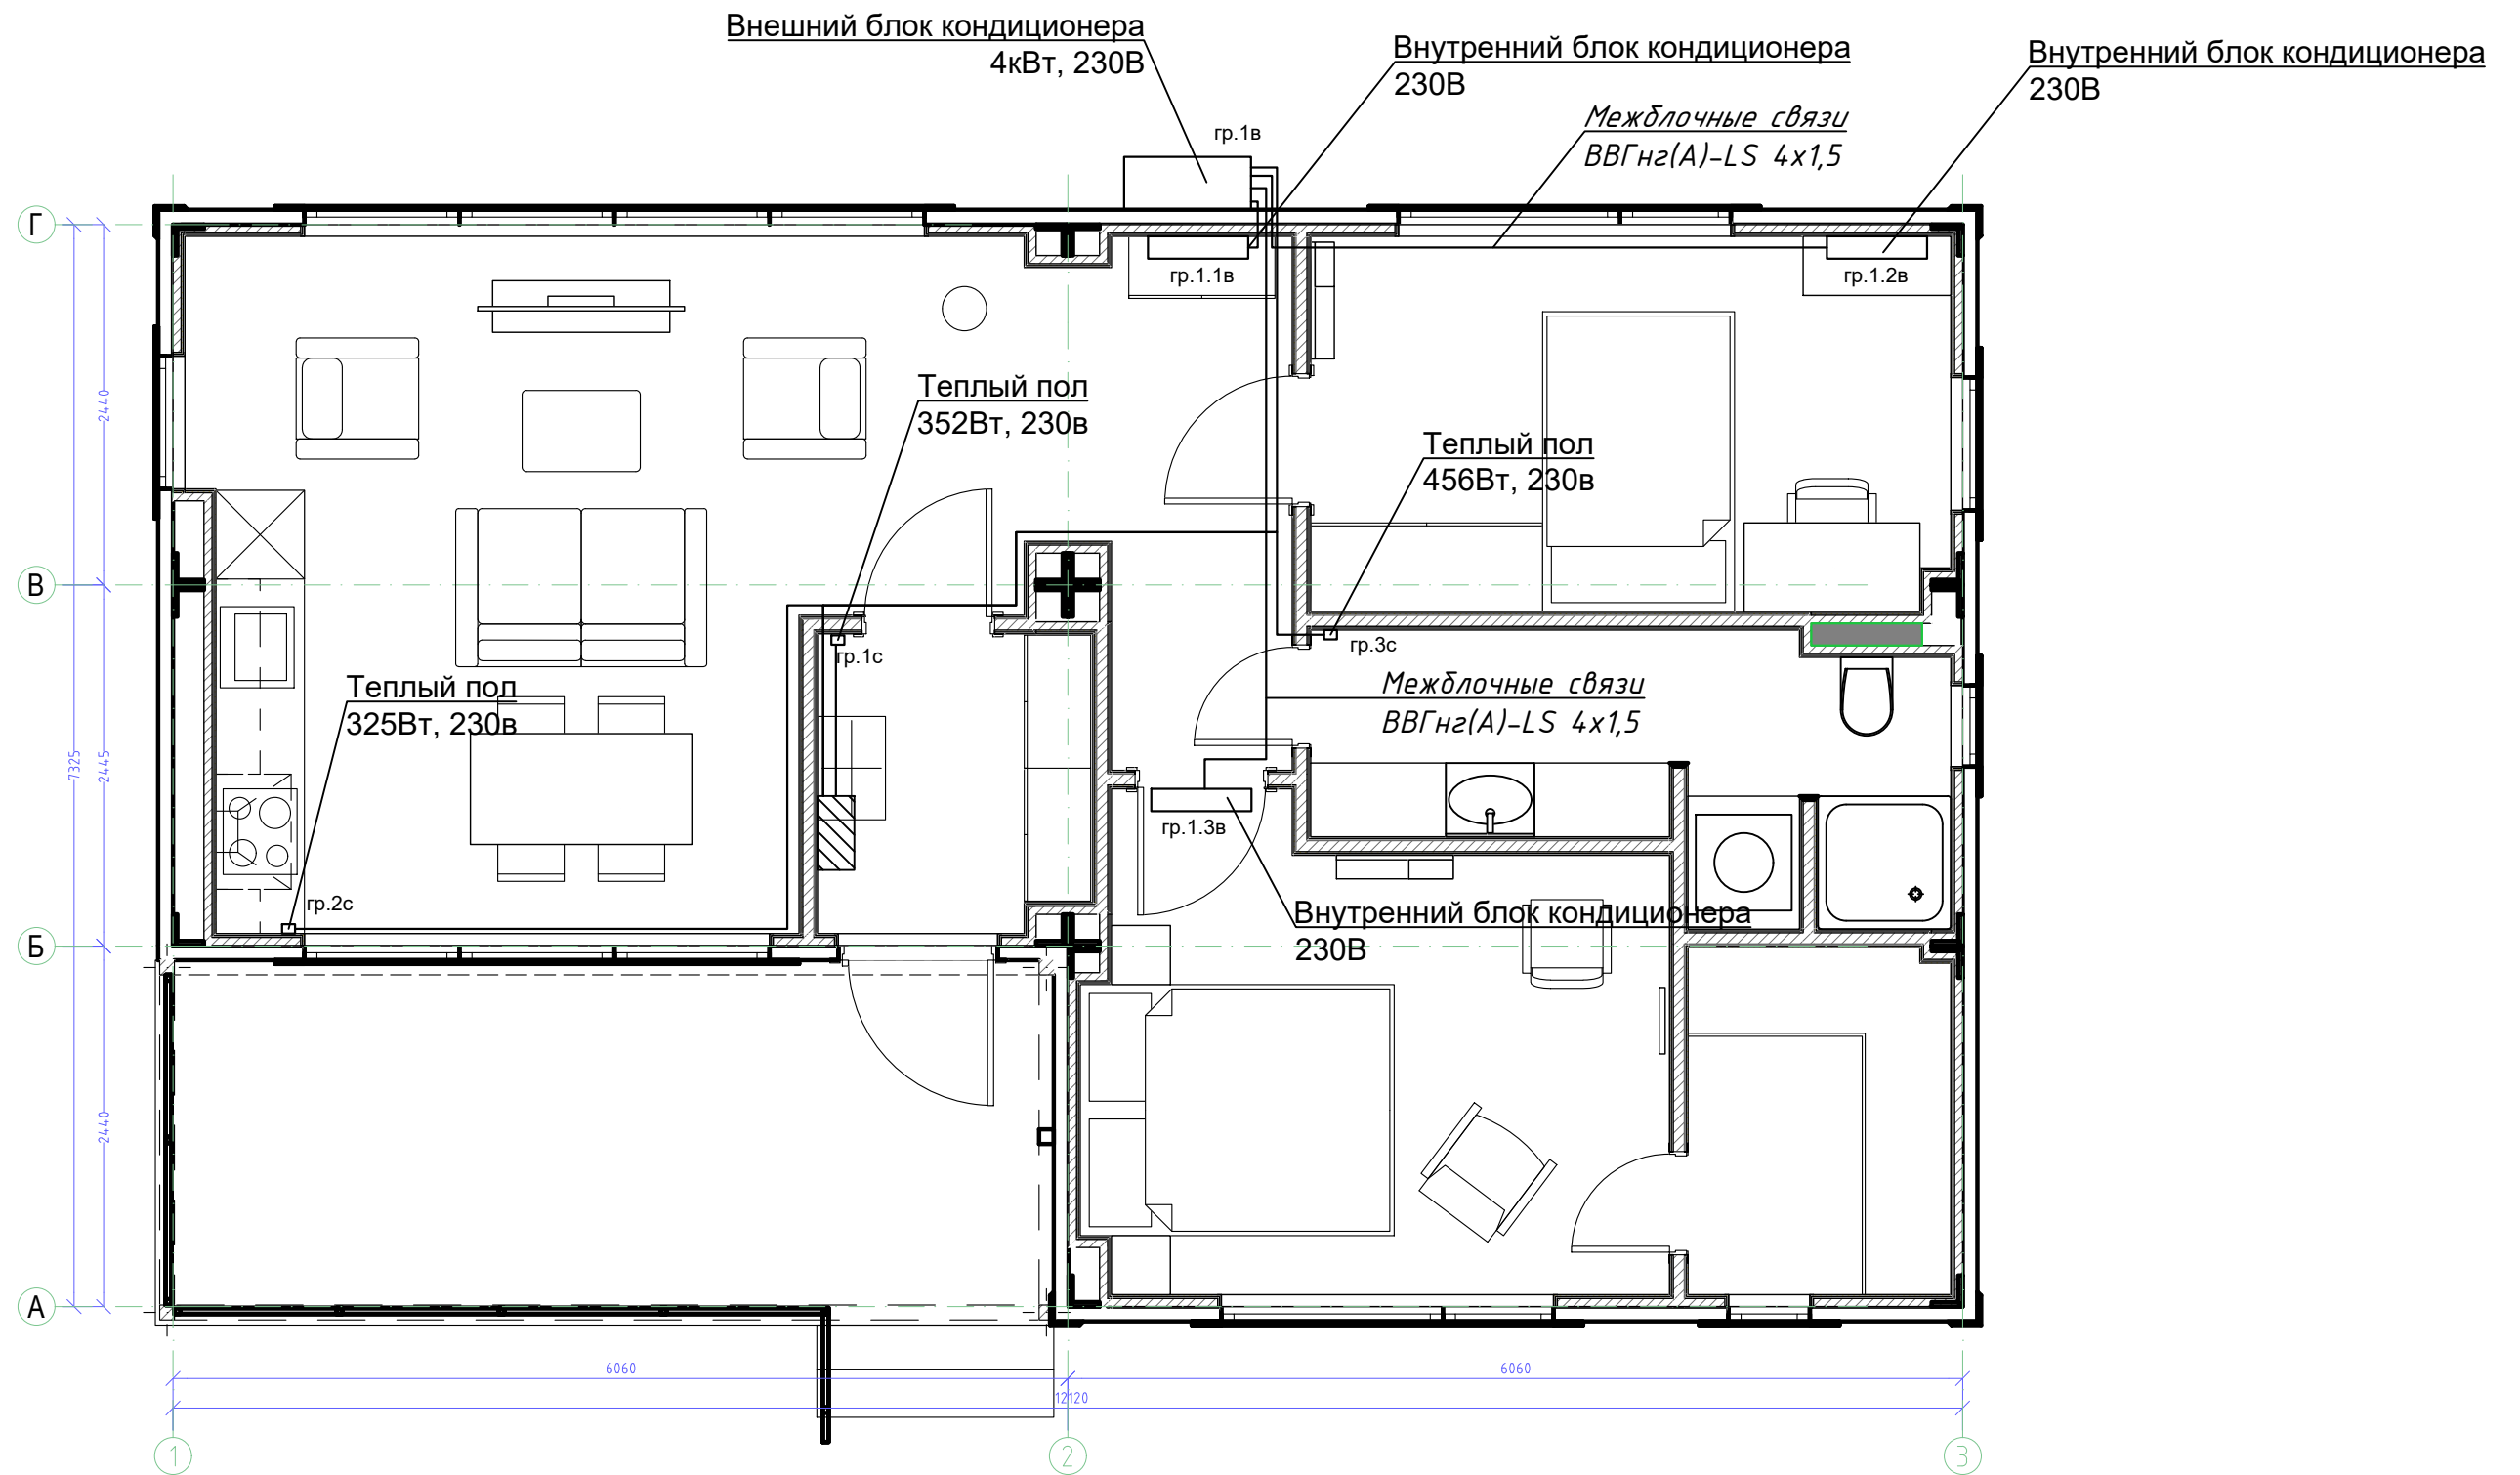 Внешний блок кондиционера
4кВт, 230В
Внутренний блок кондиционера
230В
Внутренний блок кондиционера
230В
Межблочные связи
ВВГнг(А)-LS 4х1,5
гр.1в
Г
гр.1.1в
гр.1.2в
2440
Теплый пол
352Вт, 230в
Теплый пол
456Вт, 230в
В
гр.1с
гр.3с
Теплый пол
325Вт, 230в
Межблочные связи
ВВГнг(А)-LS 4х1,5
7325
2445
гр.1.3в
гр.2с
Внутренний блок кондиционера
230В
Б
2440
А
6060
6060
12120
1
2
3